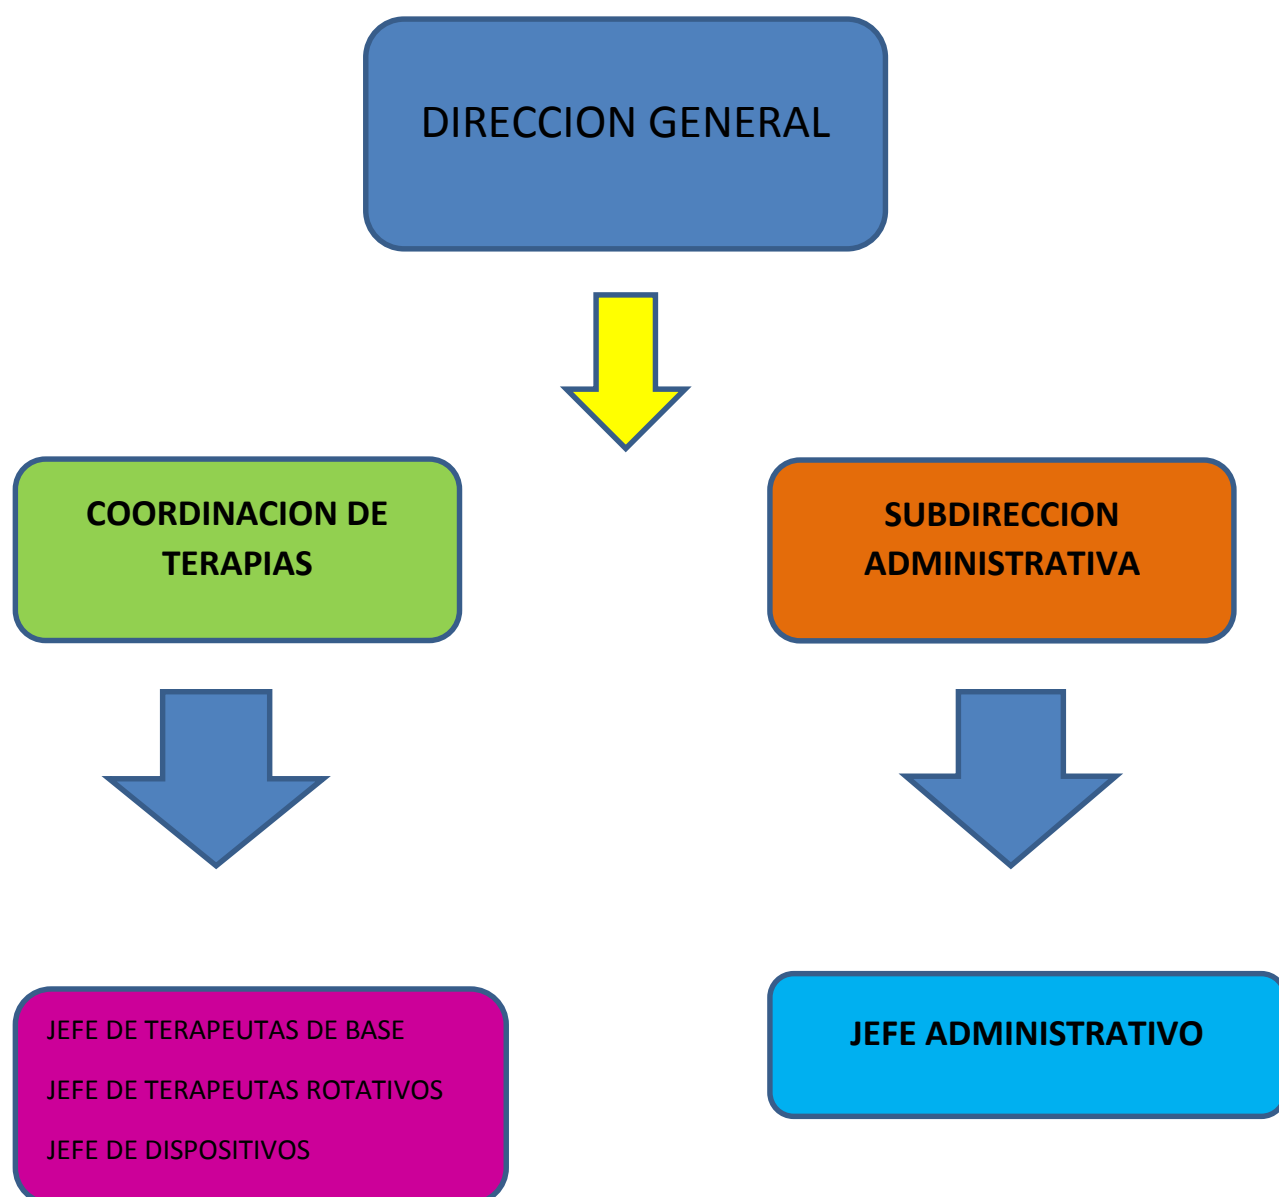 DIRECCION GENERAL
COORDINACION DE
TERAPIAS
SUBDIRECCION
ADMINISTRATIVA
JEFE DE TERAPEUTAS DE BASE
JEFE DE TERAPEUTAS ROTATIVOS
JEFE DE DISPOSITIVOS
JEFE ADMINISTRATIVO